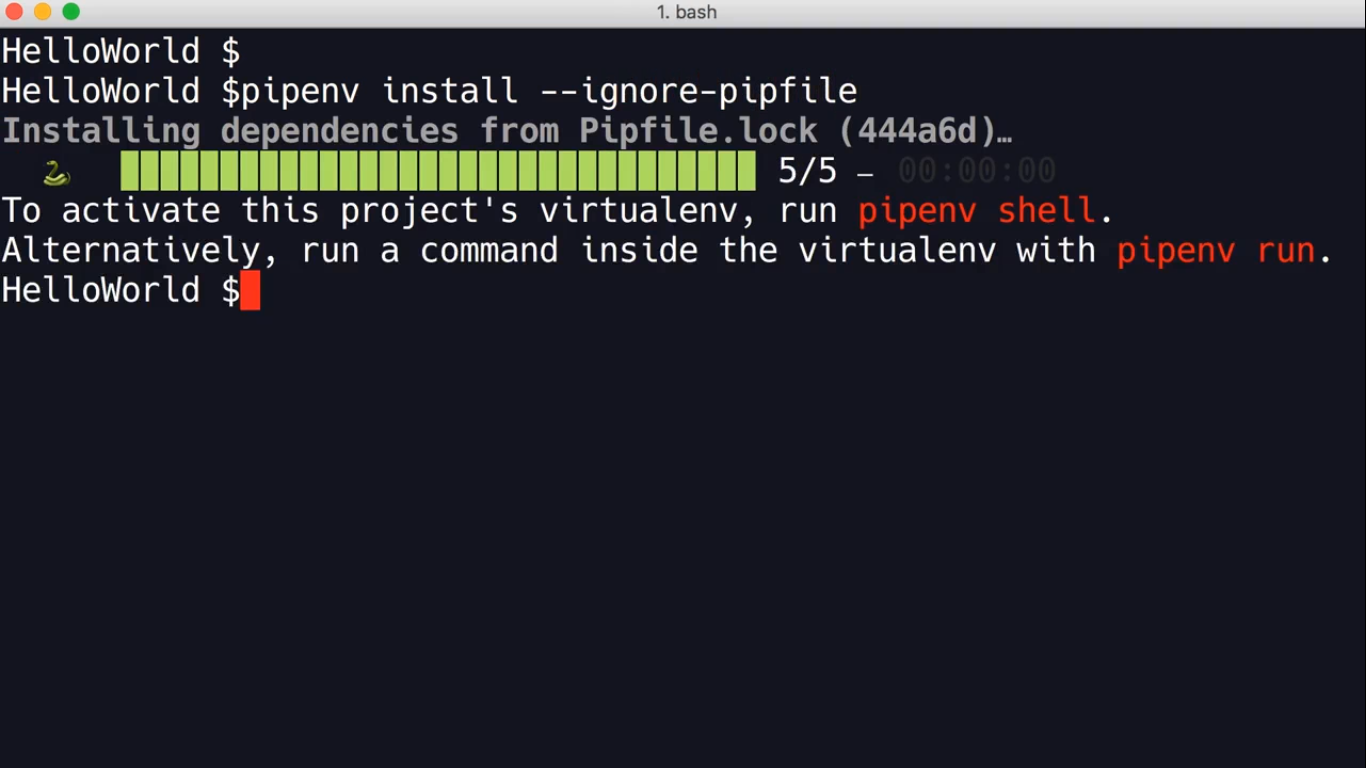 1. bash
HelloWorld $
HelloWorld $pipenv install --ignore-pipfile
Installing dependencies from Pipfile.lock (444a6d)…
🐍 ████████████████████████████████ 5/5 — 00:00:00
To activate this project's virtualenv, run pipenv shell.
Alternatively, run a command inside the virtualenv with pipenv run.
HelloWorld $